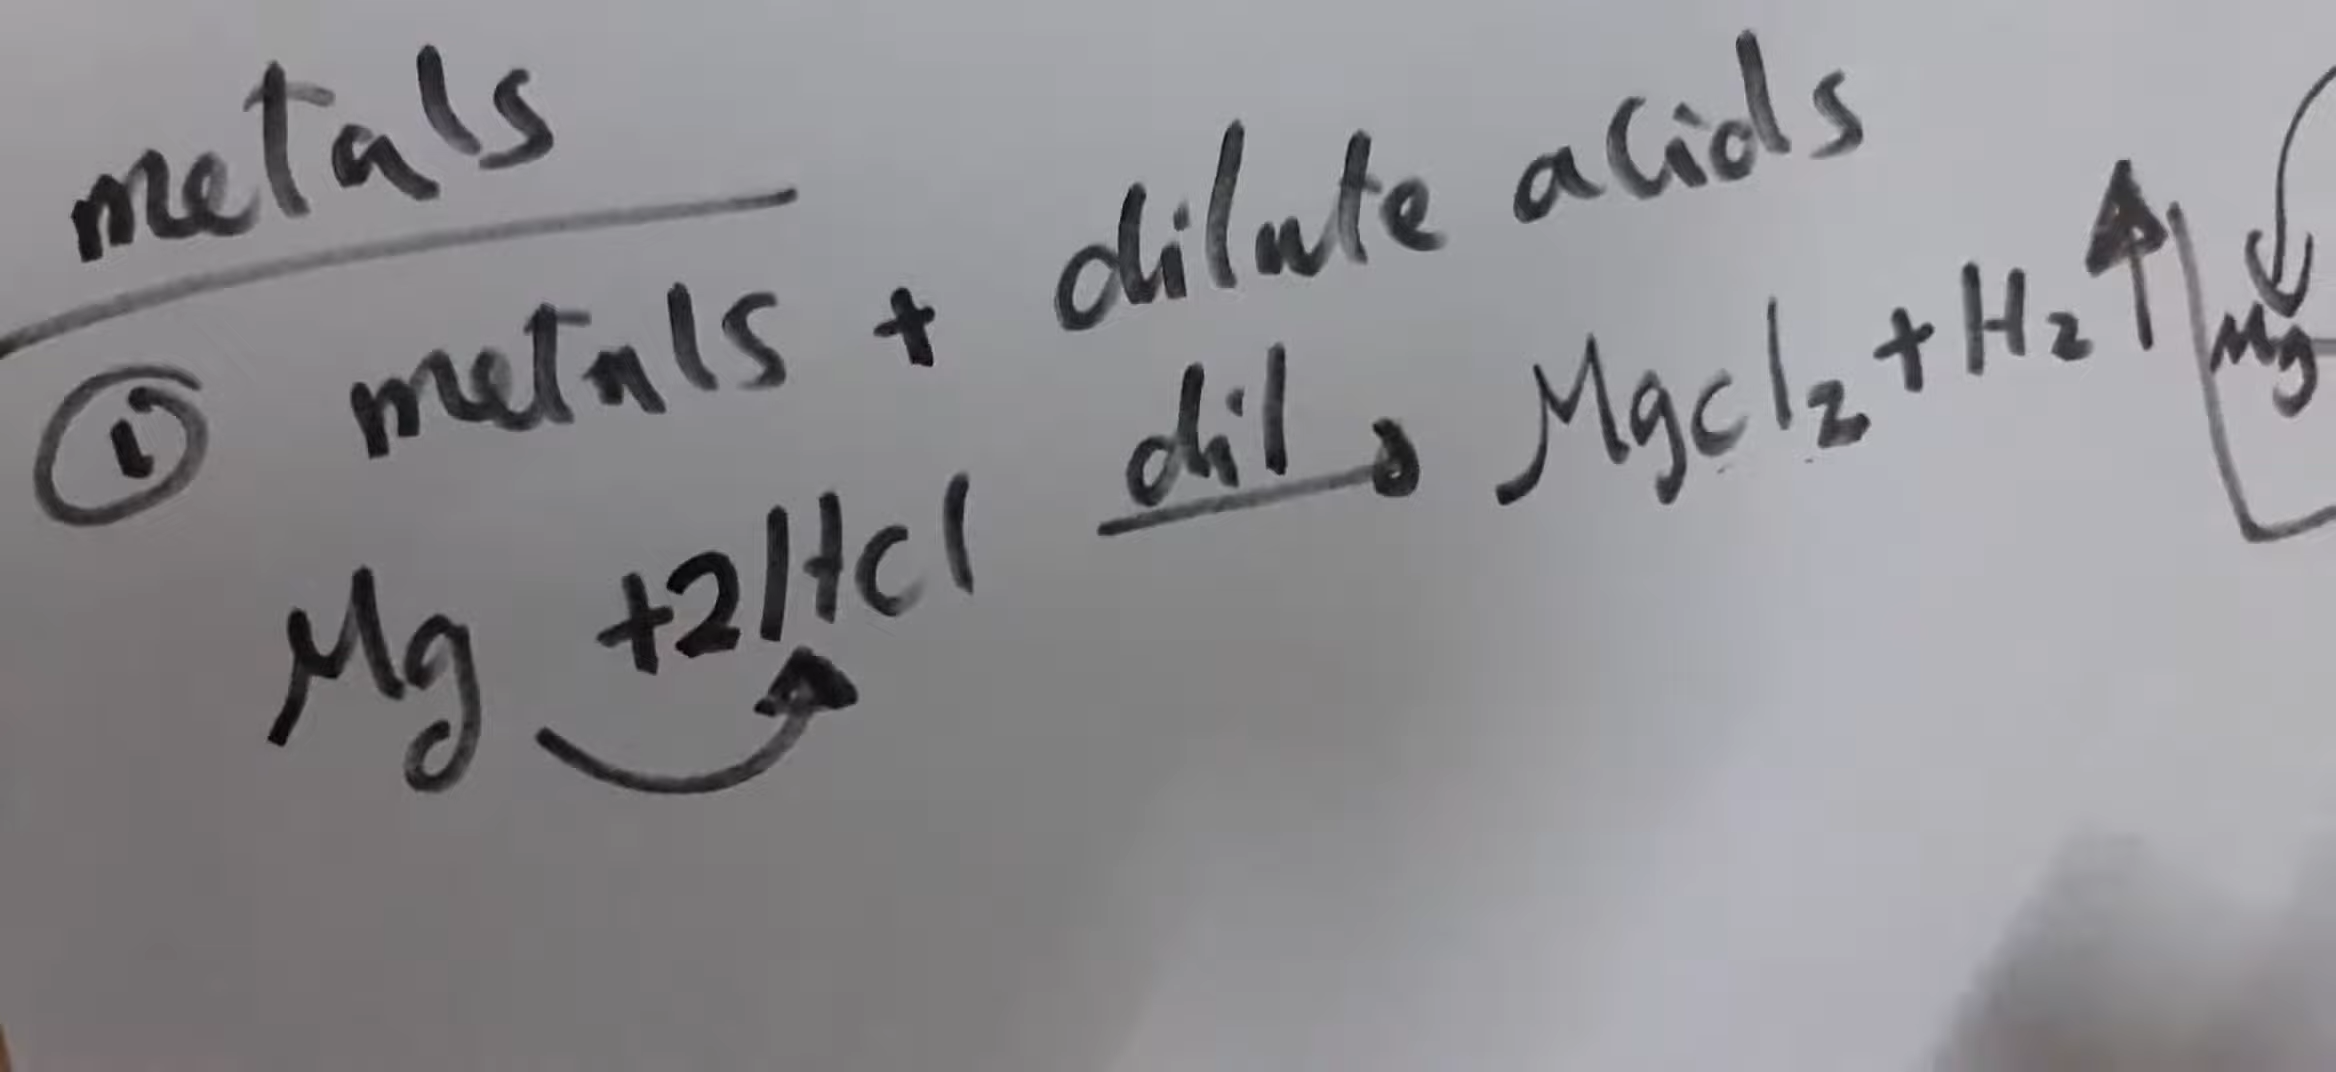 metals
① metals + dilute acids
Mg +2HCl dil → MgCl₂ + H₂ ↑
Mg